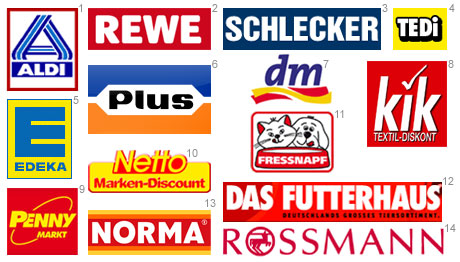 1
ALDI
REWE
2
SCHLECKER
3
TEDi
4
E
EDEKA
5
Plus
6
dm
7
kik
TEXTIL-DISKONT
8
PENNY
MARKT
9
Netto
Marken-Discount
10
FRESSNAPF
11
DAS FUTTERHAUS
DEUTSCHLANDS GROSSES TIERSORTIMENT.
12
NORMA®
13
ROSSMANN
14